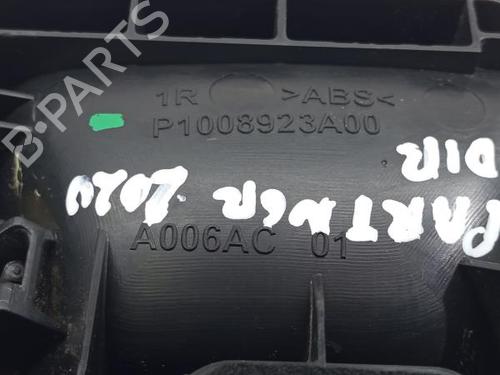 B·PARTS
1R >ABS<
P1008923A00
PARTNER 2020
DIR
A006AC 01